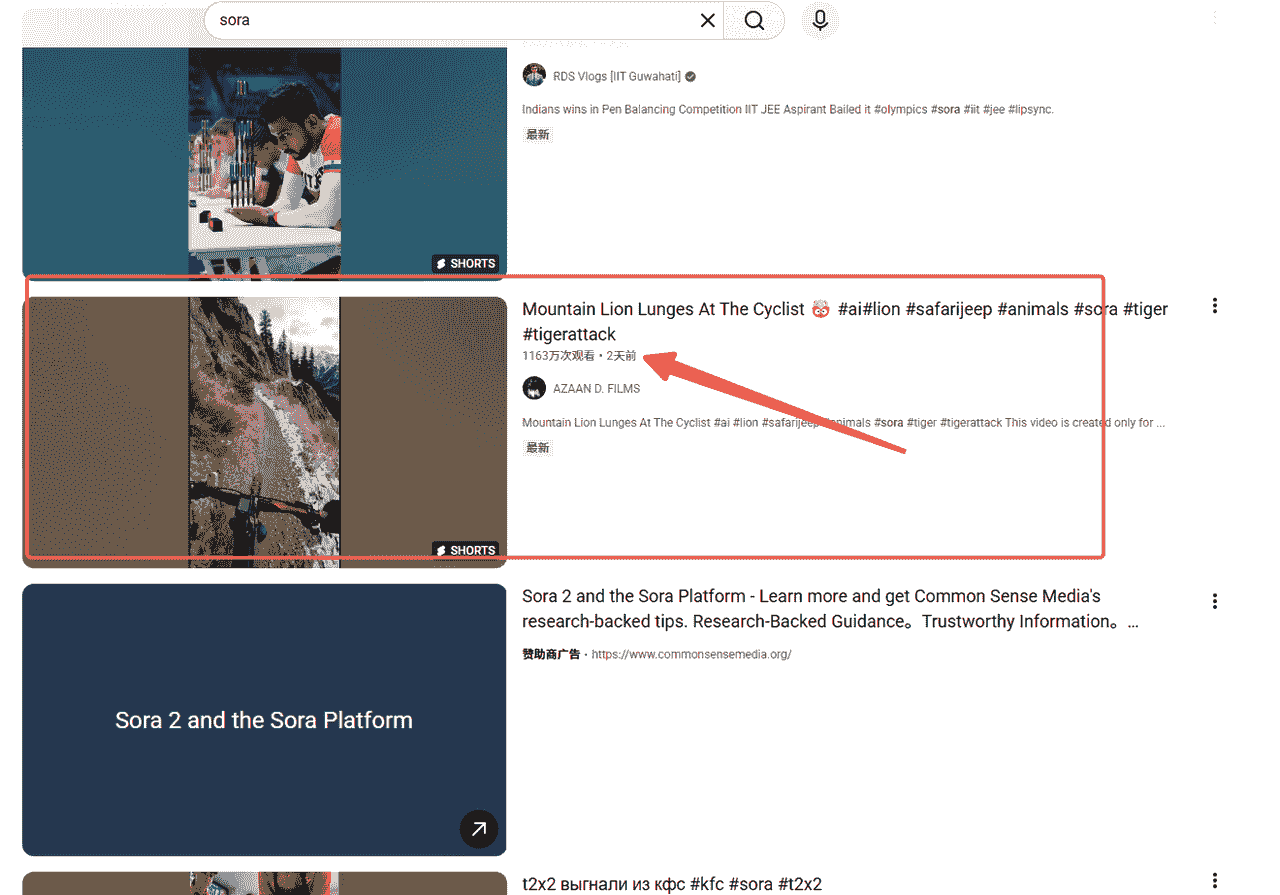 sora
RDS Vlogs [IIT Guwahati]
Indians wins in Pen Balancing Competition IIT JEE Aspirant Bailed it #olympics #sora #iit #jee #lipsync.
最新
SHORTS
Mountain Lion Lunges At The Cyclist 😱 #ai#lion #safarijeep #animals #sora #tiger
#tigerattack
1163万次观看・2天前
AZAAN D. FILMS
Mountain Lion Lunges At The Cyclist #ai #lion #safarijeep #animals #sora #tiger #tigerattack This video is created only for ...
最新
SHORTS
Sora 2 and the Sora Platform - Learn more and get Common Sense Media's
research-backed tips. Research-Backed Guidance。Trustworthy Information。...
赞助商广告 · https://www.commonsensemedia.org/
Sora 2 and the Sora Platform
t2x2 выгнали из кфс #kfc #sora #t2x2